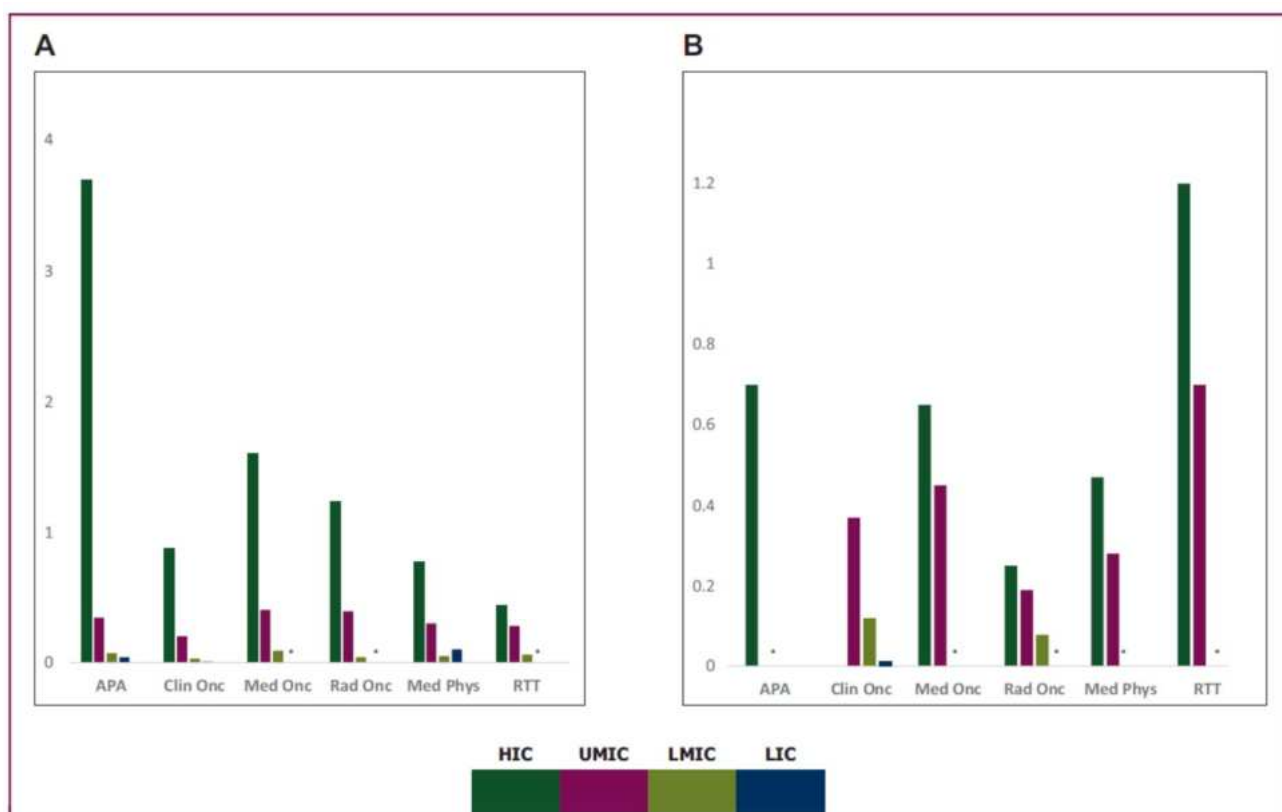 A
B
4
3
2
1
0
APA Clin Onc Med Onc Rad Onc Med Phys RTT
* * *
1.2
1
0.8
0.6
0.4
0.2
0
APA Clin Onc Med Onc Rad Onc Med Phys RTT
* * * * *
HIC UMIC LMIC LIC